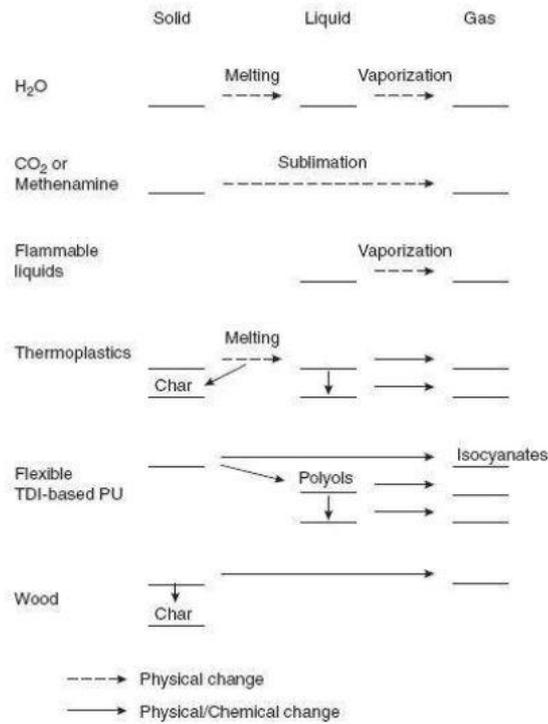 Solid Liquid Gas
Melting Vaporization
H₂O
Sublimation
CO₂ or
Methenamine
Vaporization
Flammable
liquids
Melting
Thermoplastics
Char
Isocyanates
Polyols
Flexible
TDI-based PU
Wood
Char
Physical change
Physical/Chemical change